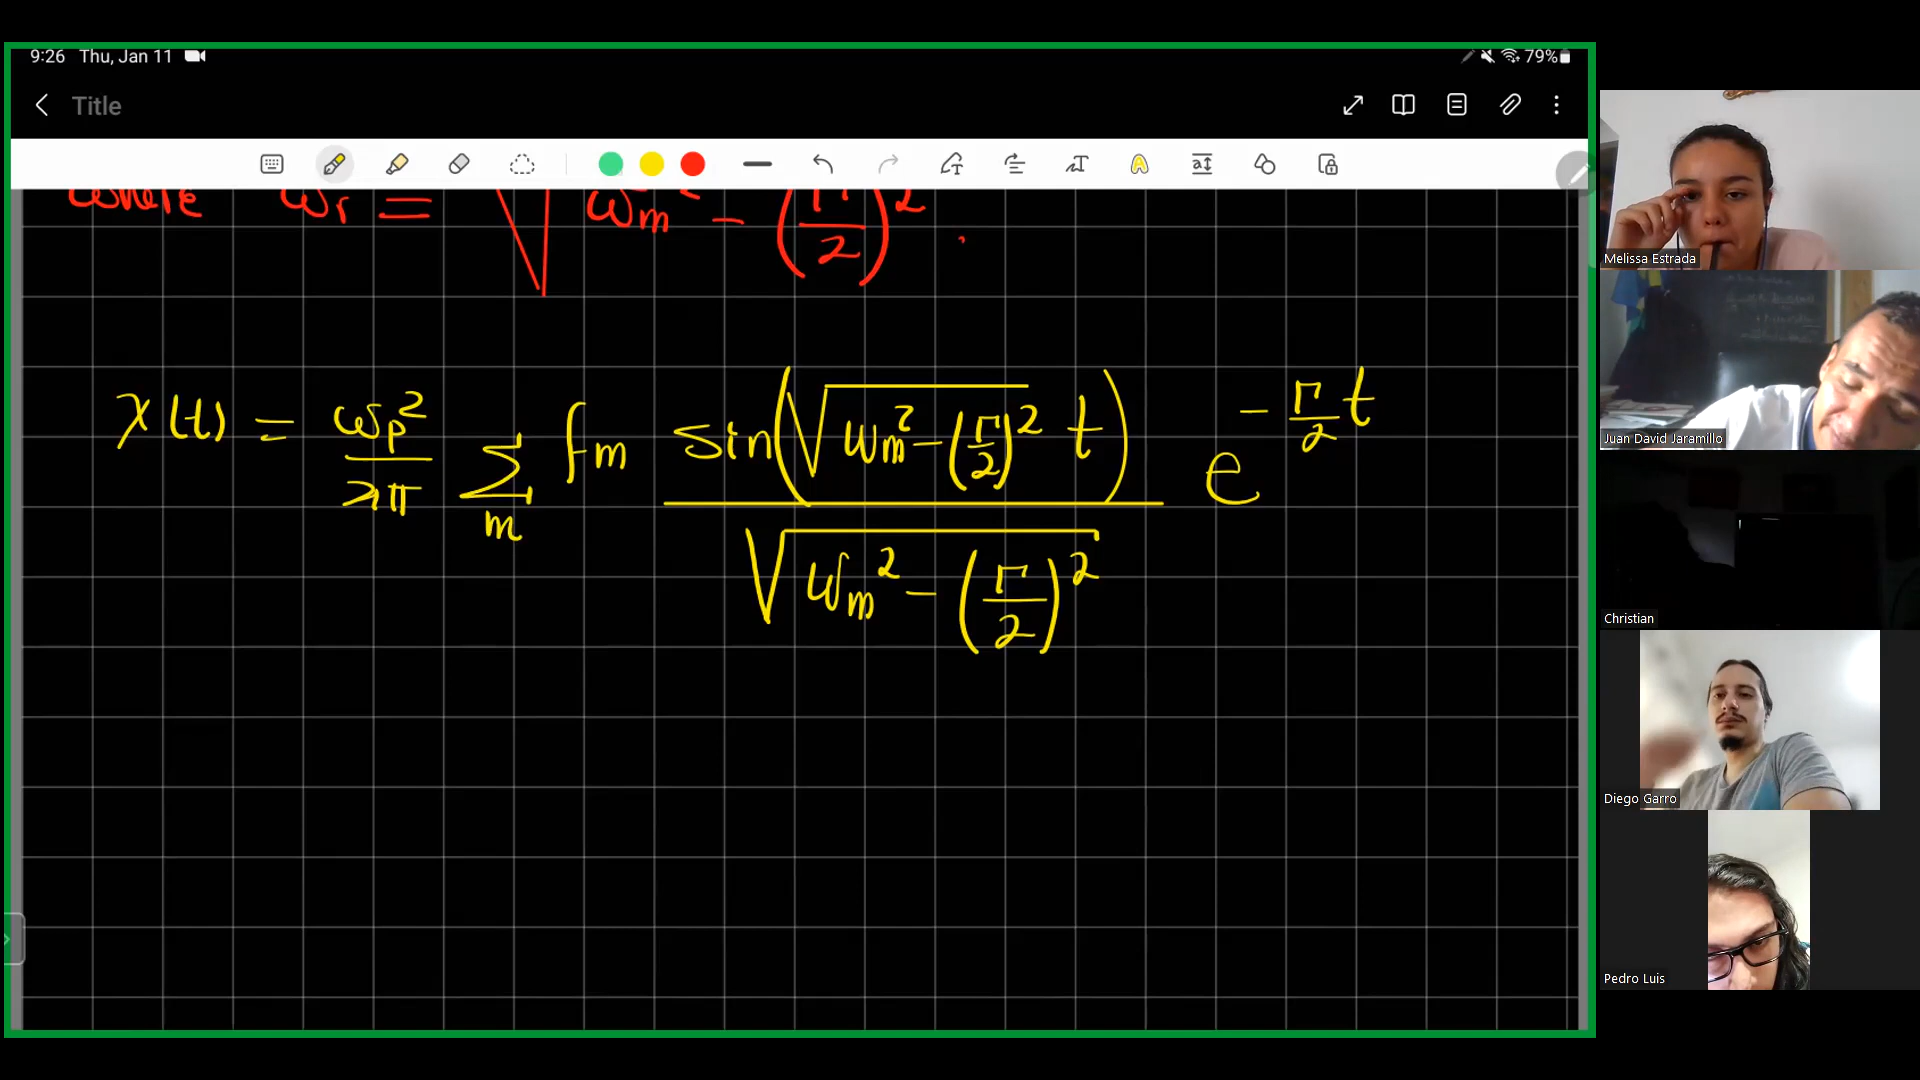 9:26 Thu, Jan 11 79%
Title
where ωr = √ ωm² − (Γ/2)² .
χ(t) = ωp²/2π Σm fm sin(√ωm² − (Γ/2)² t) / √ωm² − (Γ/2)² e^−Γ/2 t
Melissa Estrada
Juan David Jaramillo
Christian
Diego Garro
Pedro Luis